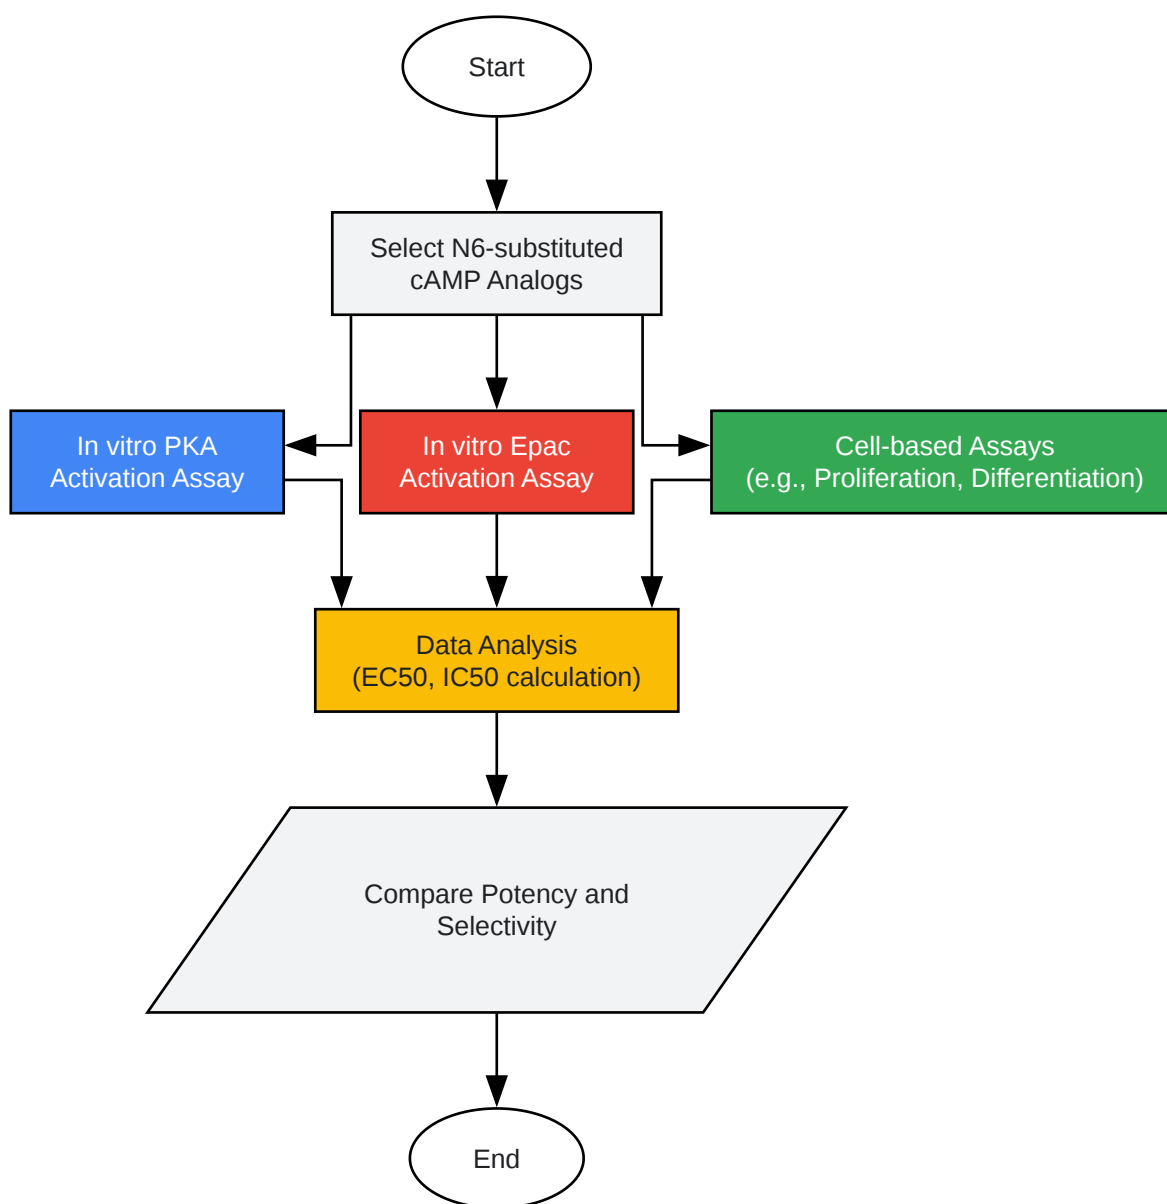 Start
Select N6-substituted
cAMP Analogs
In vitro PKA
Activation Assay
In vitro Epac
Activation Assay
Cell-based Assays
(e.g., Proliferation, Differentiation)
Data Analysis
(EC50, IC50 calculation)
Compare Potency and
Selectivity
End